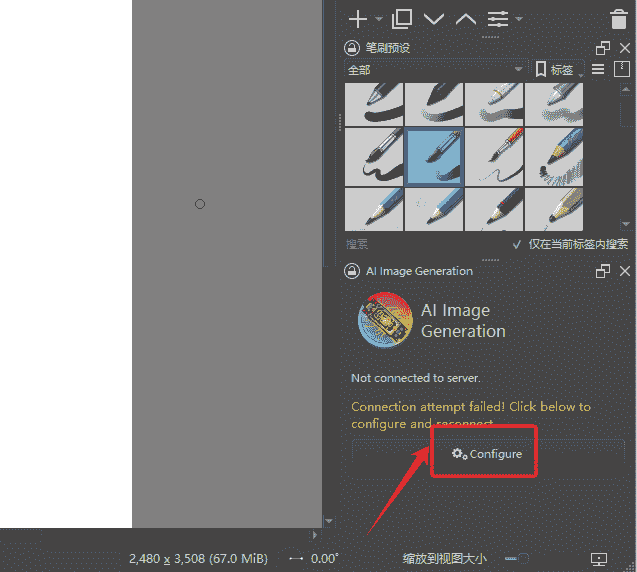 笔刷预设
全部
标签
搜索
仅在当前标签内搜索
AI Image Generation
AI Image
Generation
Not connected to server.
Connection attempt failed! Click below to
configure and reconnect.
Configure
2,480 x 3,508 (67.0 MiB)
0.00°
缩放到视图大小